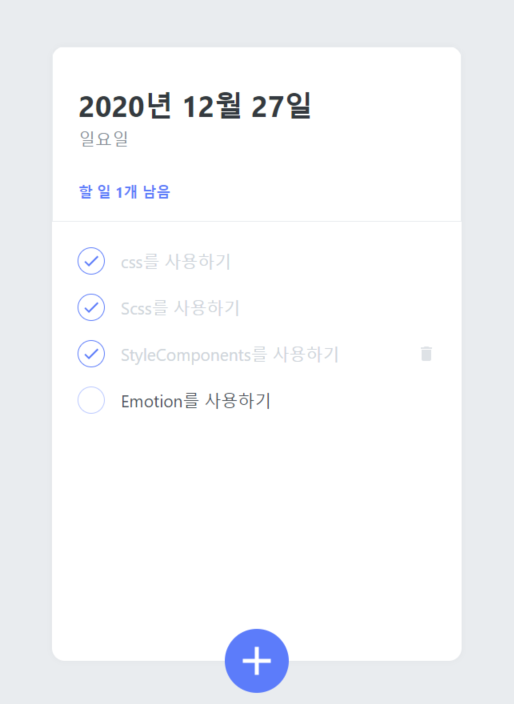 2020년 12월 27일
일요일
할 일 1개 남음
css를 사용하기
Scss를 사용하기
StyleComponents를 사용하기
Emotion를 사용하기